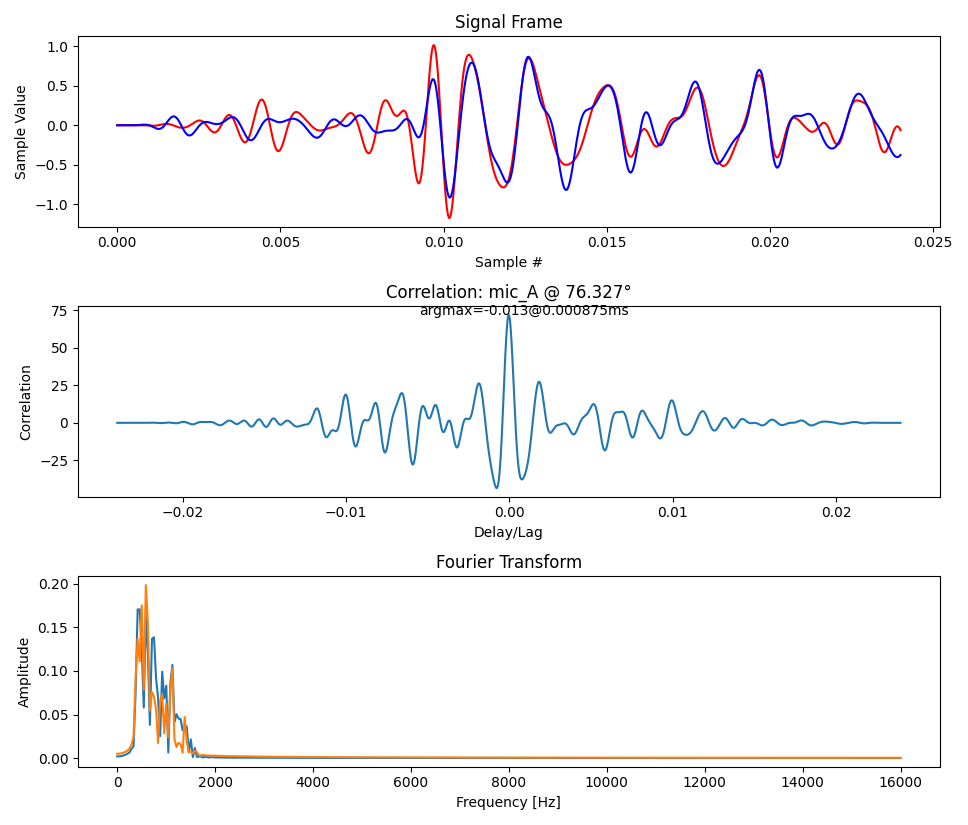 Signal Frame
1.0
0.5
0.0
−0.5
−1.0
Sample Value
0.000 0.005 0.010 0.015 0.020 0.025
Sample #
Correlation: mic_A @ 76.327°
argmax=-0.013@0.000875ms
75
50
25
0
−25
Correlation
−0.02 −0.01 0.00 0.01 0.02
Delay/Lag
Fourier Transform
0.20
0.15
0.10
0.05
0.00
Amplitude
0 2000 4000 6000 8000 10000 12000 14000 16000
Frequency [Hz]